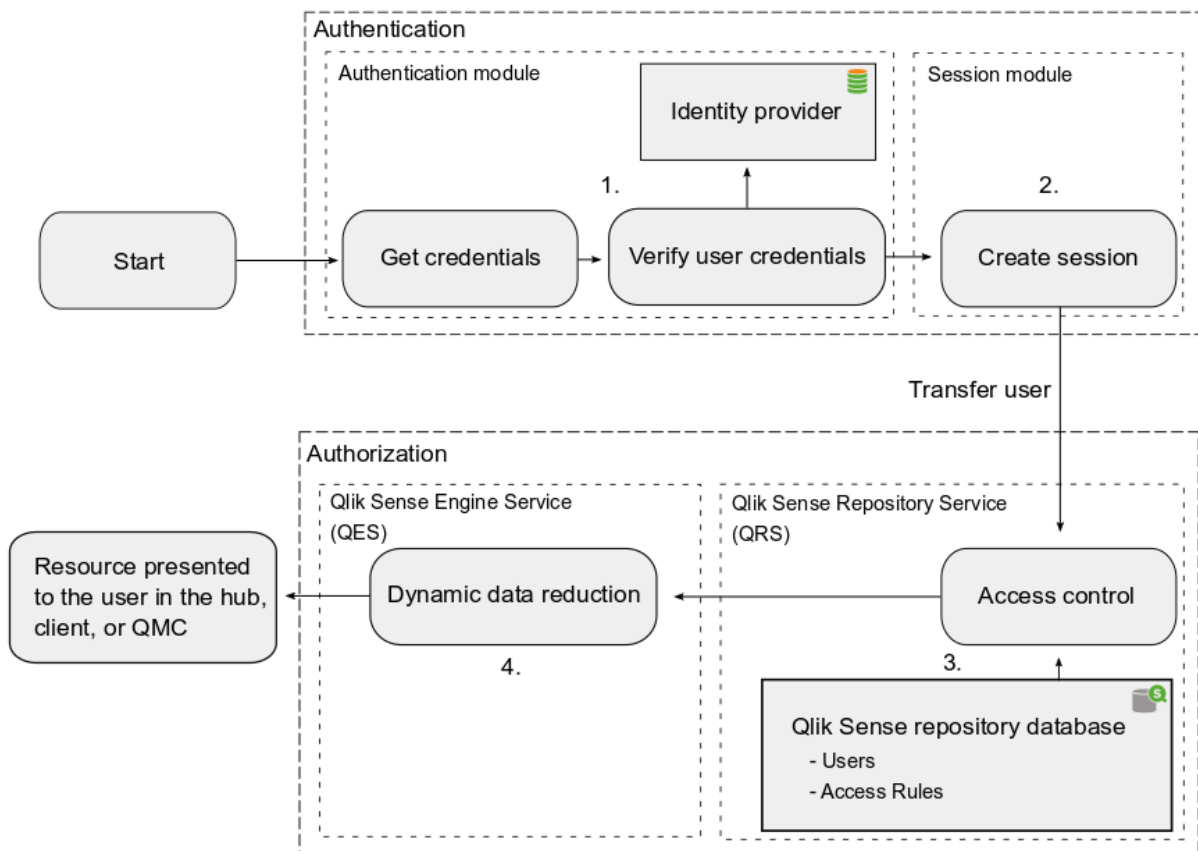 Authentication
Authentication module
Session module
Identity provider
1.
2.
Start
Get credentials
Verify user credentials
Create session
Transfer user
Authorization
Qlik Sense Engine Service
(QES)
Qlik Sense Repository Service
(QRS)
Resource presented
to the user in the hub,
client, or QMC
Dynamic data reduction
Access control
4.
3.
S
Qlik Sense repository database
- Users
- Access Rules